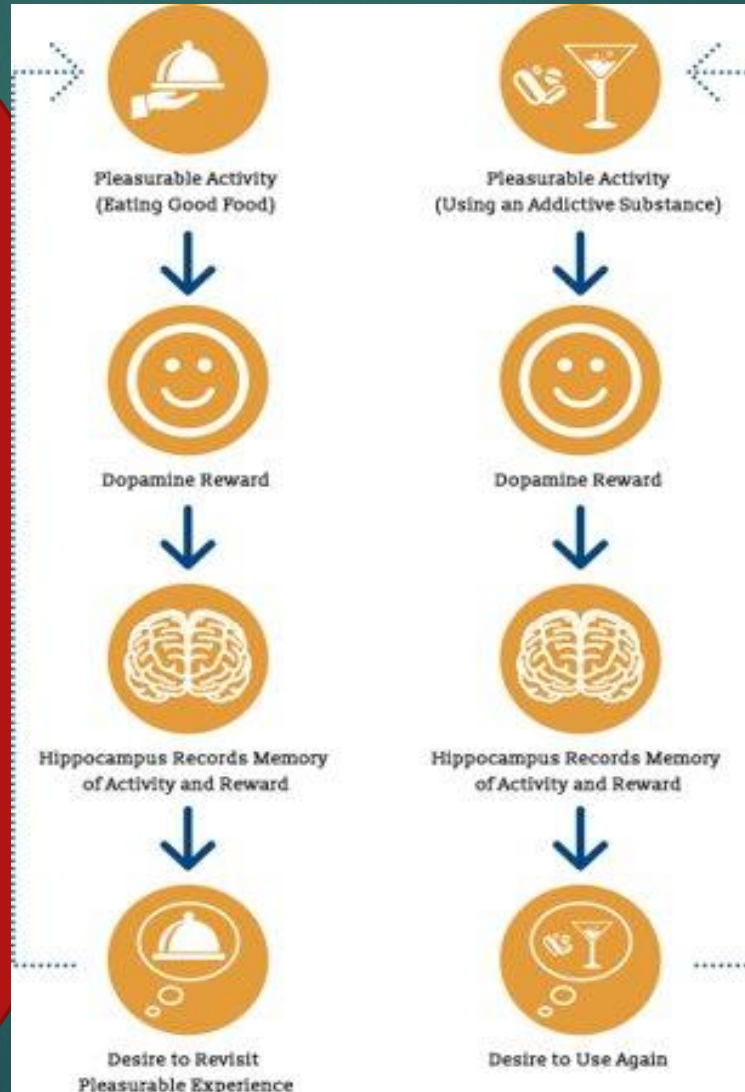 Pleasurable Activity
(Eating Good Food)
Dopamine Reward
Hippocampus Records Memory
of Activity and Reward
Desire to Revisit
Pleasurable Experience
Pleasurable Activity
(Using an Addictive Substance)
Dopamine Reward
Hippocampus Records Memory
of Activity and Reward
Desire to Use Again